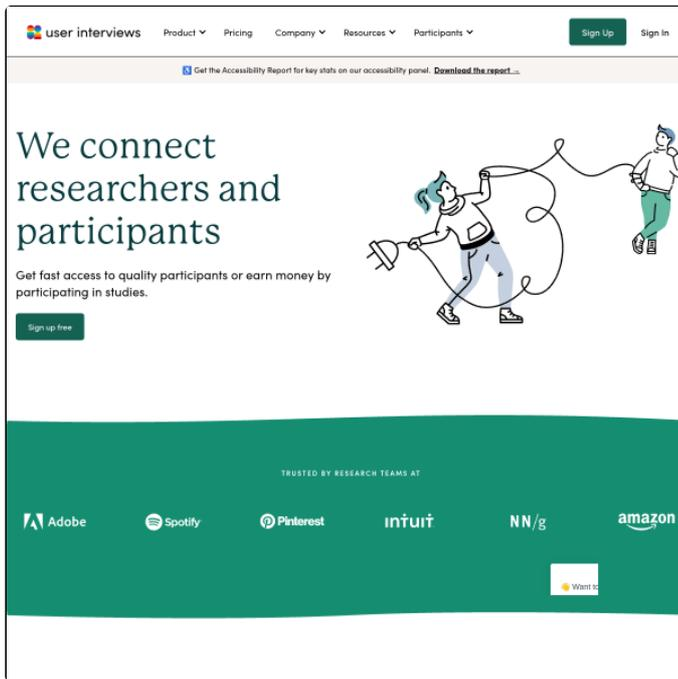 user interviews Product Pricing Company Resources Participants Sign Up Sign In
♿ Get the Accessibility Report for key stats on our accessibility panel. Download the report →
We connect
researchers and
participants
Get fast access to quality participants or earn money by
participating in studies.
Sign up free
TRUSTED BY RESEARCH TEAMS AT
Adobe Spotify Pinterest intuit NN/g amazon
👋 Want to